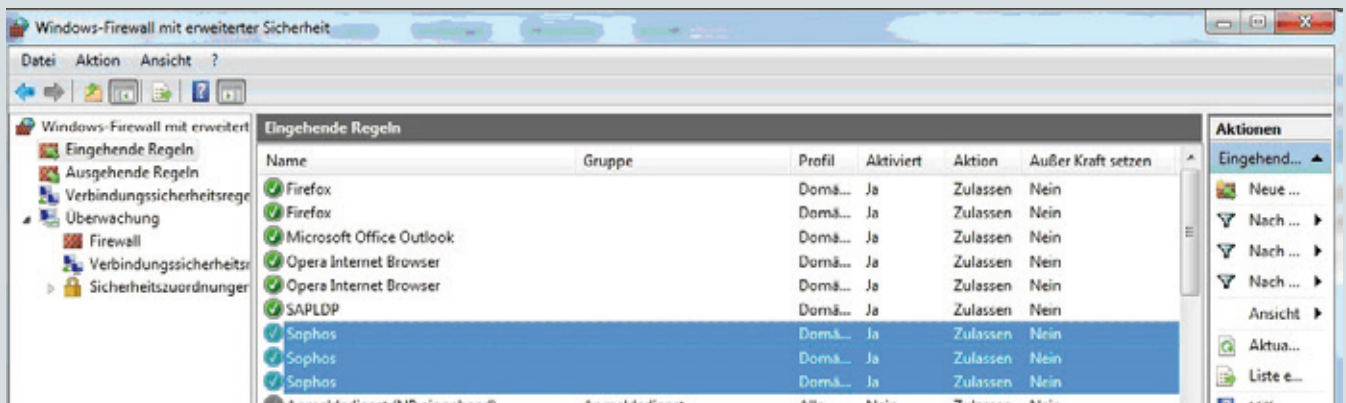 Windows-Firewall mit erweiterter Sicherheit
Datei Aktion Ansicht ?
Windows-Firewall mit erweitert
Eingehende Regeln
Ausgehende Regeln
Verbindungssicherheitsrege
Überwachung
Firewall
Verbindungssicherheitsr
Sicherheitszuordnunger
Eingehende Regeln
Name Gruppe Profil Aktiviert Aktion Außer Kraft setzen
Firefox Domä... Ja Zulassen Nein
Firefox Domä... Ja Zulassen Nein
Microsoft Office Outlook Domä... Ja Zulassen Nein
Opera Internet Browser Domä... Ja Zulassen Nein
Opera Internet Browser Domä... Ja Zulassen Nein
SAPLDP Domä... Ja Zulassen Nein
Sophos Domä... Ja Zulassen Nein
Sophos Domä... Ja Zulassen Nein
Sophos Domä... Ja Zulassen Nein
Aktionen
Eingehend...
Neue ...
Nach ...
Nach ...
Nach ...
Ansicht
Aktua...
Liste e...